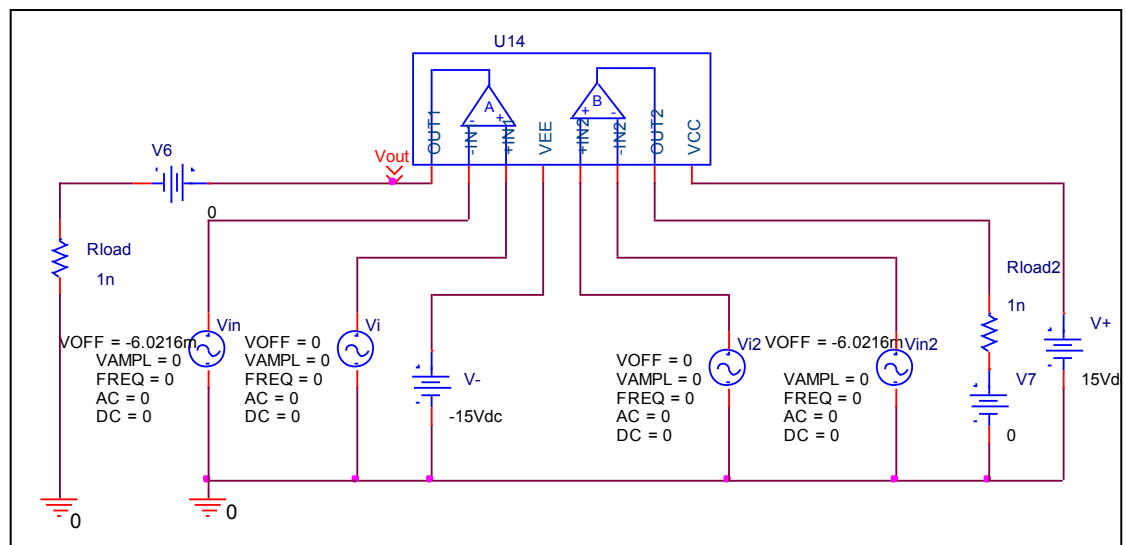 U14
A
B
-
+
+
-
OUT1
-IN1
+IN1
VEE
+IN2
-IN2
OUT2
VCC
V6
Vout
0
Rload
1n
Rload2
1n
Vin
VOFF = -6.0216m
VAMPL = 0
FREQ = 0
AC = 0
DC = 0
Vi
VOFF = 0
VAMPL = 0
FREQ = 0
AC = 0
DC = 0
V-
-15Vdc
Vi2
VOFF = 0
VAMPL = 0
FREQ = 0
AC = 0
DC = 0
Vin2
VOFF = -6.0216m
VAMPL = 0
FREQ = 0
AC = 0
DC = 0
V7
0
V+
15Vd
0
0